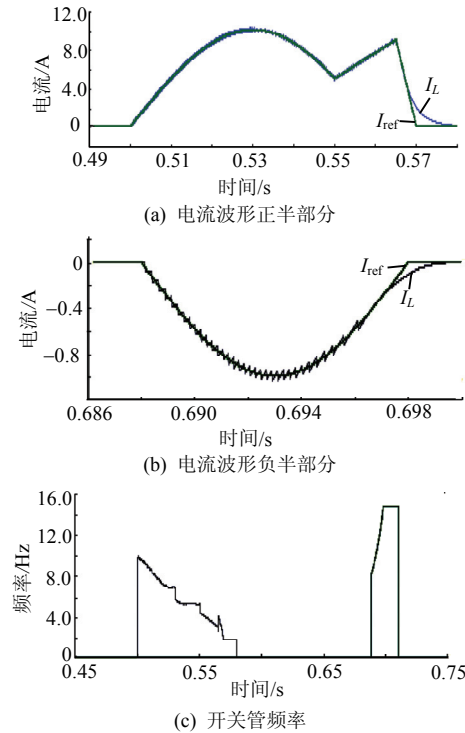 12.0
8.0
4.0
0
电流/A
I_L
I_ref
0.49 0.51 0.53 0.55 0.57
时间/s
(a) 电流波形正半部分
0
−0.4
−0.8
电流/A
I_ref
I_L
0.686 0.690 0.694 0.698
时间/s
(b) 电流波形负半部分
16.0
12.0
8.0
4.0
0
频率/Hz
0.45 0.55 0.65 0.75
时间/s
(c) 开关管频率